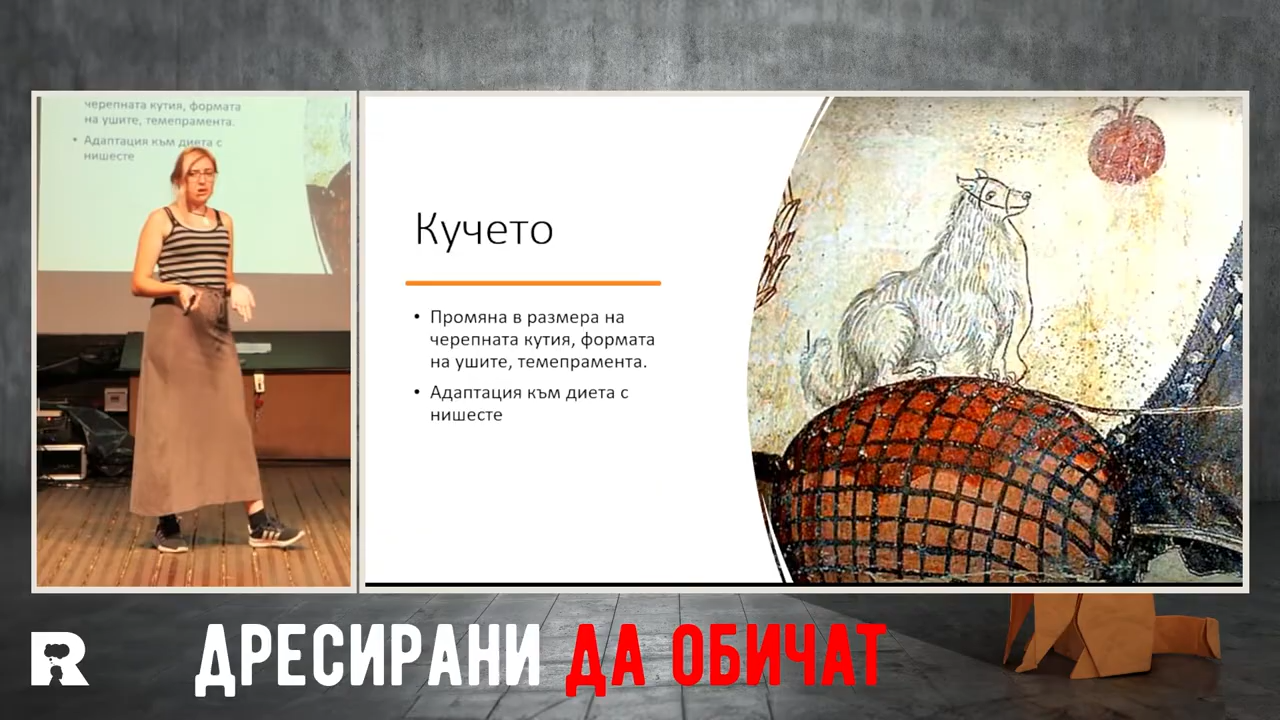 черепната кутия, формата
на ушите, темепрамента.
• Адаптация към диета с
нишесте
Кучето
• Промяна в размера на
черепната кутия, формата
на ушите, темепрамента.
• Адаптация към диета с
нишесте
R
ДРЕСИРАНИ ДА ОБИЧАТ